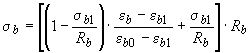 σ_b = [(1 − σ_b1/R_b) · (ε_b − ε_b1)/(ε_b0 − ε_b1) + σ_b1/R_b] · R_b